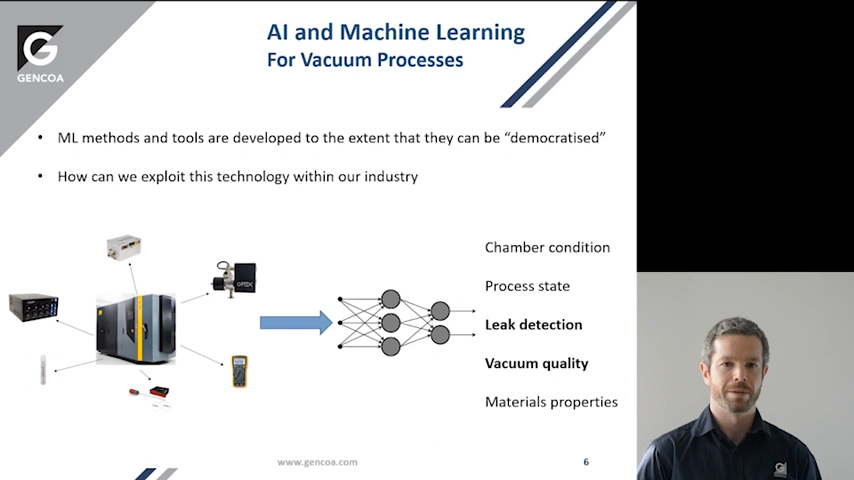 AI and Machine Learning
For Vacuum Processes
GENCOA
• ML methods and tools are developed to the extent that they can be “democratised”
• How can we exploit this technology within our industry
Chamber condition
Process state
Leak detection
Vacuum quality
Materials properties
www.gencoa.com
6